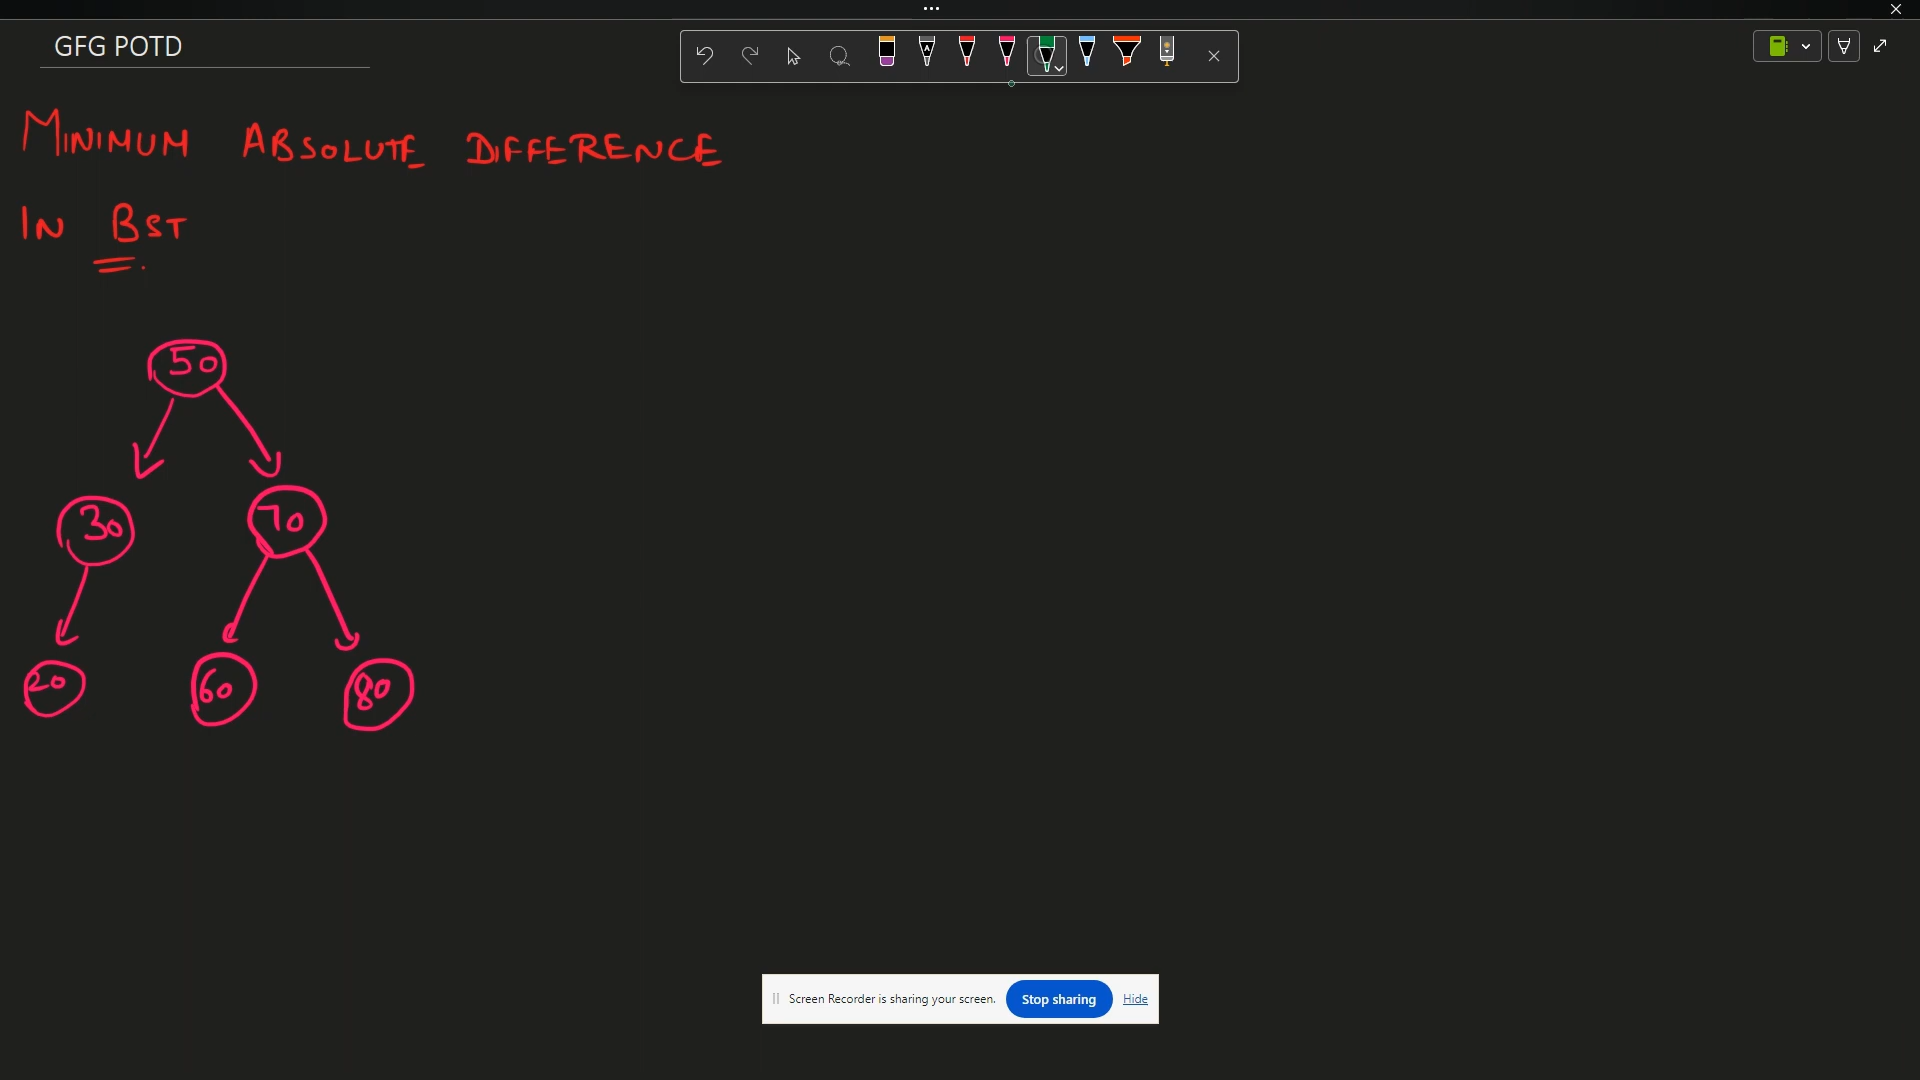 GFG POTD
MINIMUM ABSOLUTE DIFFERENCE
IN BST
50
30 70
20 60 80
Screen Recorder is sharing your screen. Stop sharing Hide